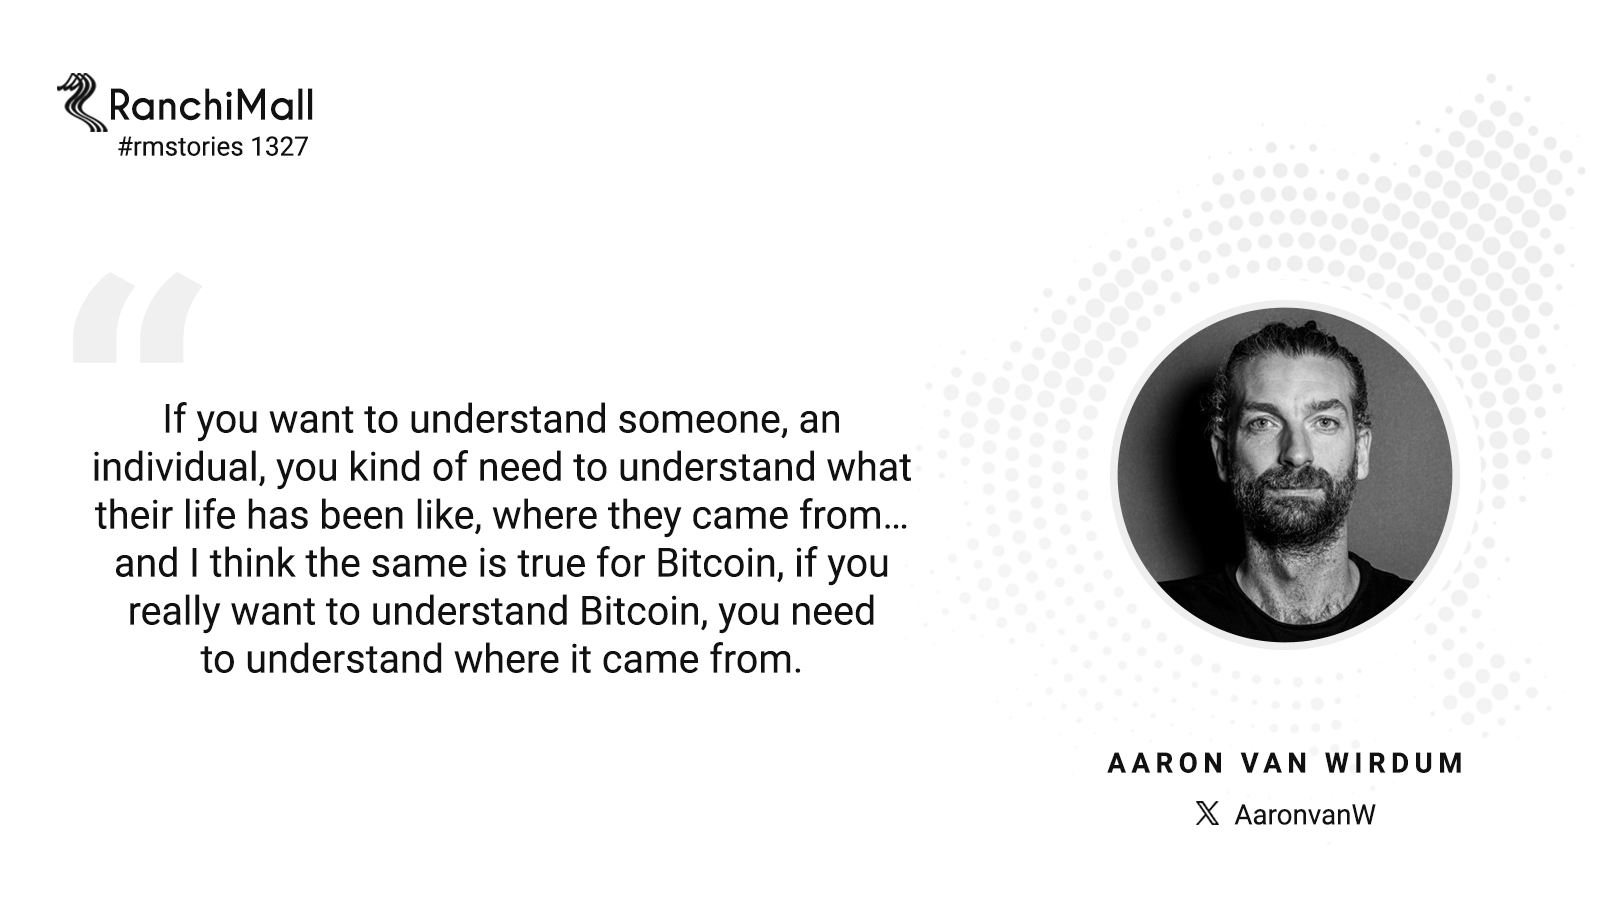 RanchiMall
#rmstories 1327
“
If you want to understand someone, an
individual, you kind of need to understand what
their life has been like, where they came from...
and I think the same is true for Bitcoin, if you
really want to understand Bitcoin, you need
to understand where it came from.
AARON VAN WIRDUM
𝕏 AaronvanW